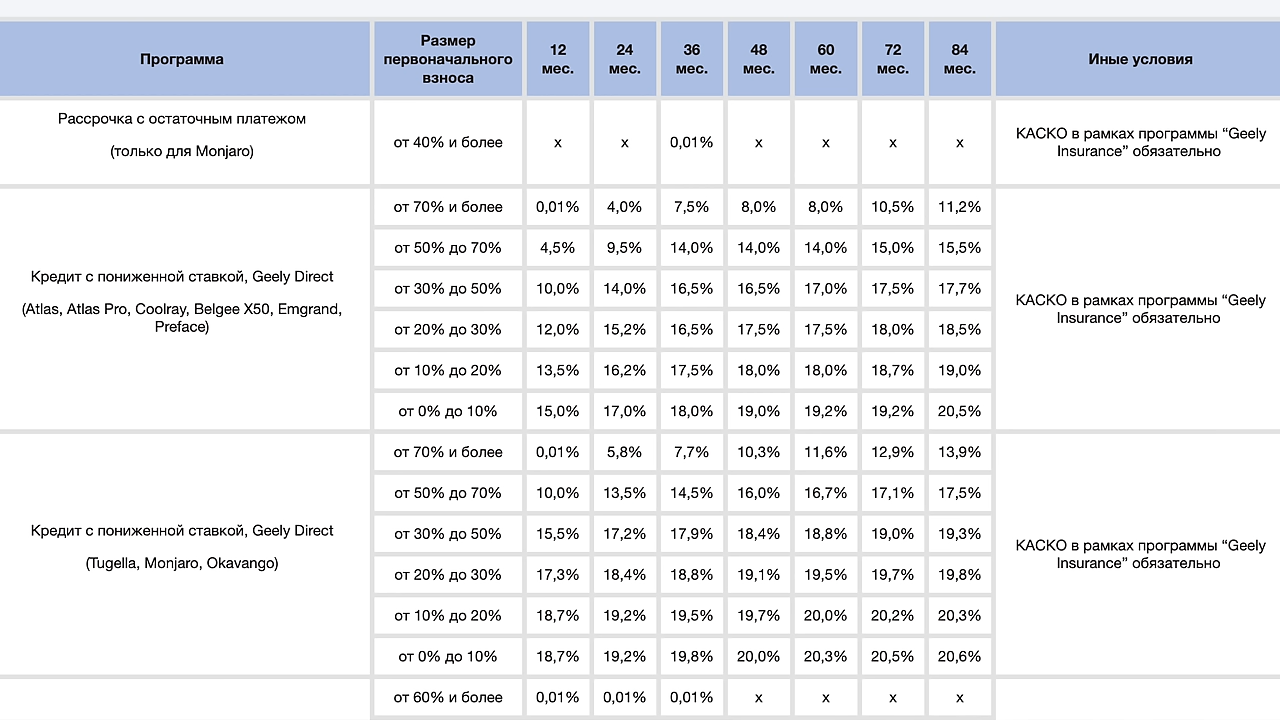 Программа
Размер
первоначального
взноса
12
мес.
24
мес.
36
мес.
48
мес.
60
мес.
72
мес.
84
мес.
Иные условия
Рассрочка с остаточным платежом
(только для Monjaro)
от 40% и более
x
x
0,01%
x
x
x
x
КАСКО в рамках программы “Geely
Insurance” обязательно
Кредит с пониженной ставкой, Geely Direct
(Atlas, Atlas Pro, Coolray, Belgee X50, Emgrand,
Preface)
от 70% и более 0,01% 4,0% 7,5% 8,0% 8,0% 10,5% 11,2%
от 50% до 70% 4,5% 9,5% 14,0% 14,0% 14,0% 15,0% 15,5%
от 30% до 50% 10,0% 14,0% 16,5% 16,5% 17,0% 17,5% 17,7%
от 20% до 30% 12,0% 15,2% 16,5% 17,5% 17,5% 18,0% 18,5%
от 10% до 20% 13,5% 16,2% 17,5% 18,0% 18,0% 18,7% 19,0%
от 0% до 10% 15,0% 17,0% 18,0% 19,0% 19,2% 19,2% 20,5%
КАСКО в рамках программы “Geely
Insurance” обязательно
Кредит с пониженной ставкой, Geely Direct
(Tugella, Monjaro, Okavango)
от 70% и более 0,01% 5,8% 7,7% 10,3% 11,6% 12,9% 13,9%
от 50% до 70% 10,0% 13,5% 14,5% 16,0% 16,7% 17,1% 17,5%
от 30% до 50% 15,5% 17,2% 17,9% 18,4% 18,8% 19,0% 19,3%
от 20% до 30% 17,3% 18,4% 18,8% 19,1% 19,5% 19,7% 19,8%
от 10% до 20% 18,7% 19,2% 19,5% 19,7% 20,0% 20,2% 20,3%
от 0% до 10% 18,7% 19,2% 19,8% 20,0% 20,3% 20,5% 20,6%
КАСКО в рамках программы “Geely
Insurance” обязательно
от 60% и более 0,01% 0,01% 0,01% x x x x